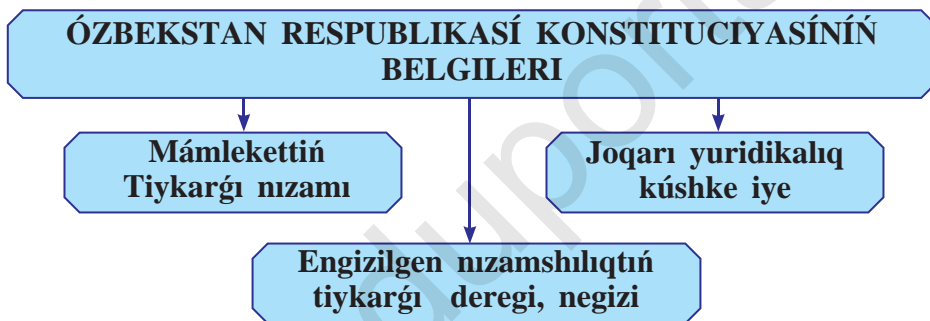 ÓZBEKSTAN RESPUBLIKASÍ KONSTITUCIYASÍNÍŃ
BELGILERI
Mámlekettiń
Tiykarǵı nızamı
Joqarı yuridikalıq
kúshke iye
Engizilgen nızamshılıqtıń
tiykarǵı deregi, negizi